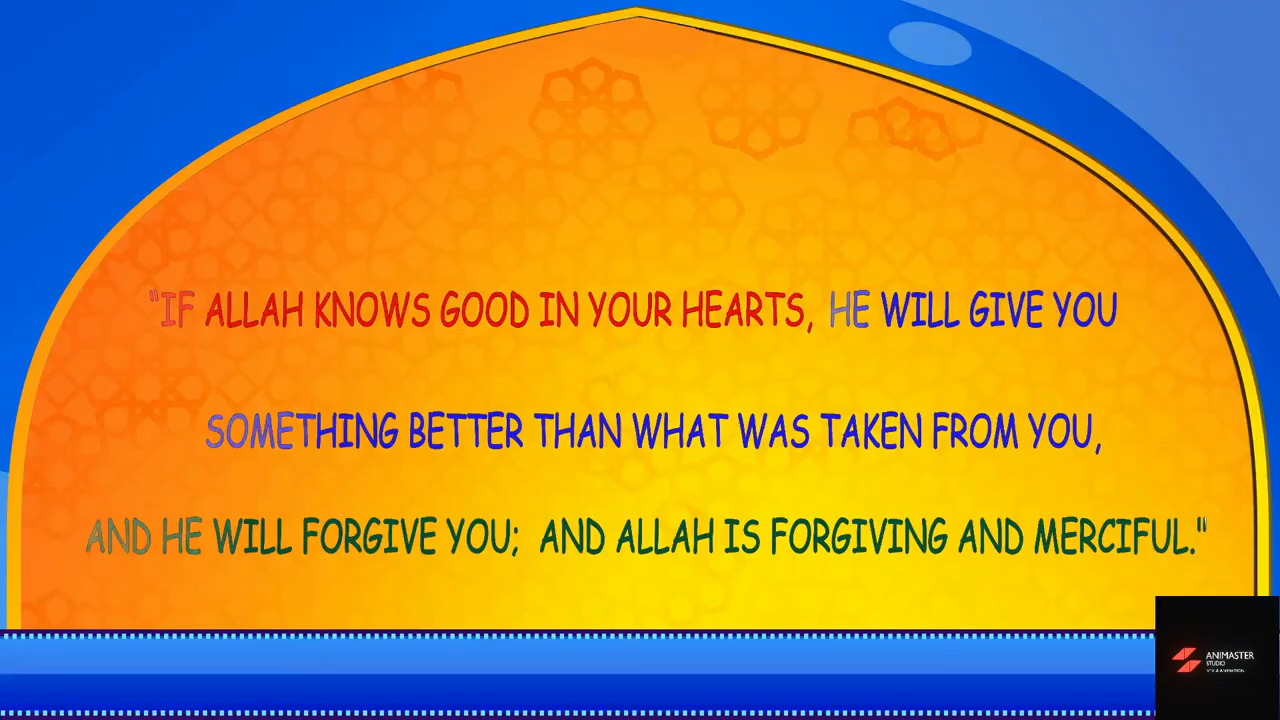 "IF ALLAH KNOWS GOOD IN YOUR HEARTS, HE WILL GIVE YOU
SOMETHING BETTER THAN WHAT WAS TAKEN FROM YOU,
AND HE WILL FORGIVE YOU; AND ALLAH IS FORGIVING AND MERCIFUL."
ANIMASTER
STUDIO